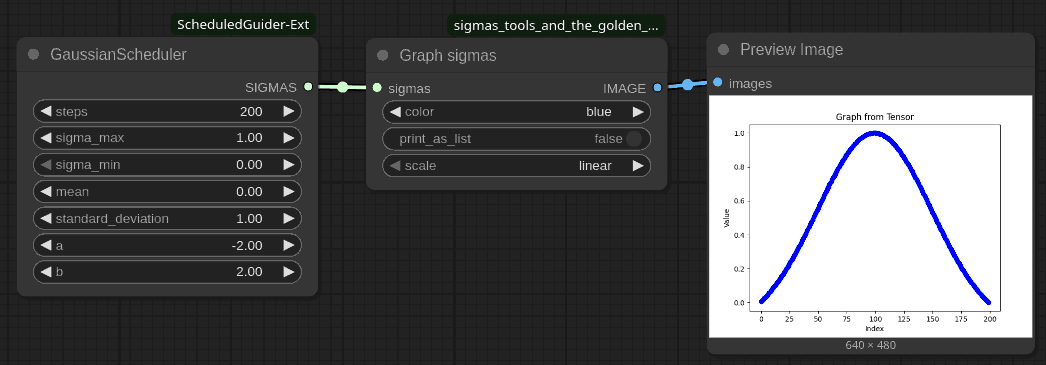 ScheduledGuider-Ext
GaussianScheduler
SIGMAS
steps 200
sigma_max 1.00
sigma_min 0.00
mean 0.00
standard_deviation 1.00
a -2.00
b 2.00
sigmas_tools_and_the_golden_...
Graph sigmas
sigmas IMAGE
color blue
print_as_list false
scale linear
Preview Image
images
Graph from Tensor
Value
1.0
0.8
0.6
0.4
0.2
0.0
0 25 50 75 100 125 150 175 200
Index
640 × 480